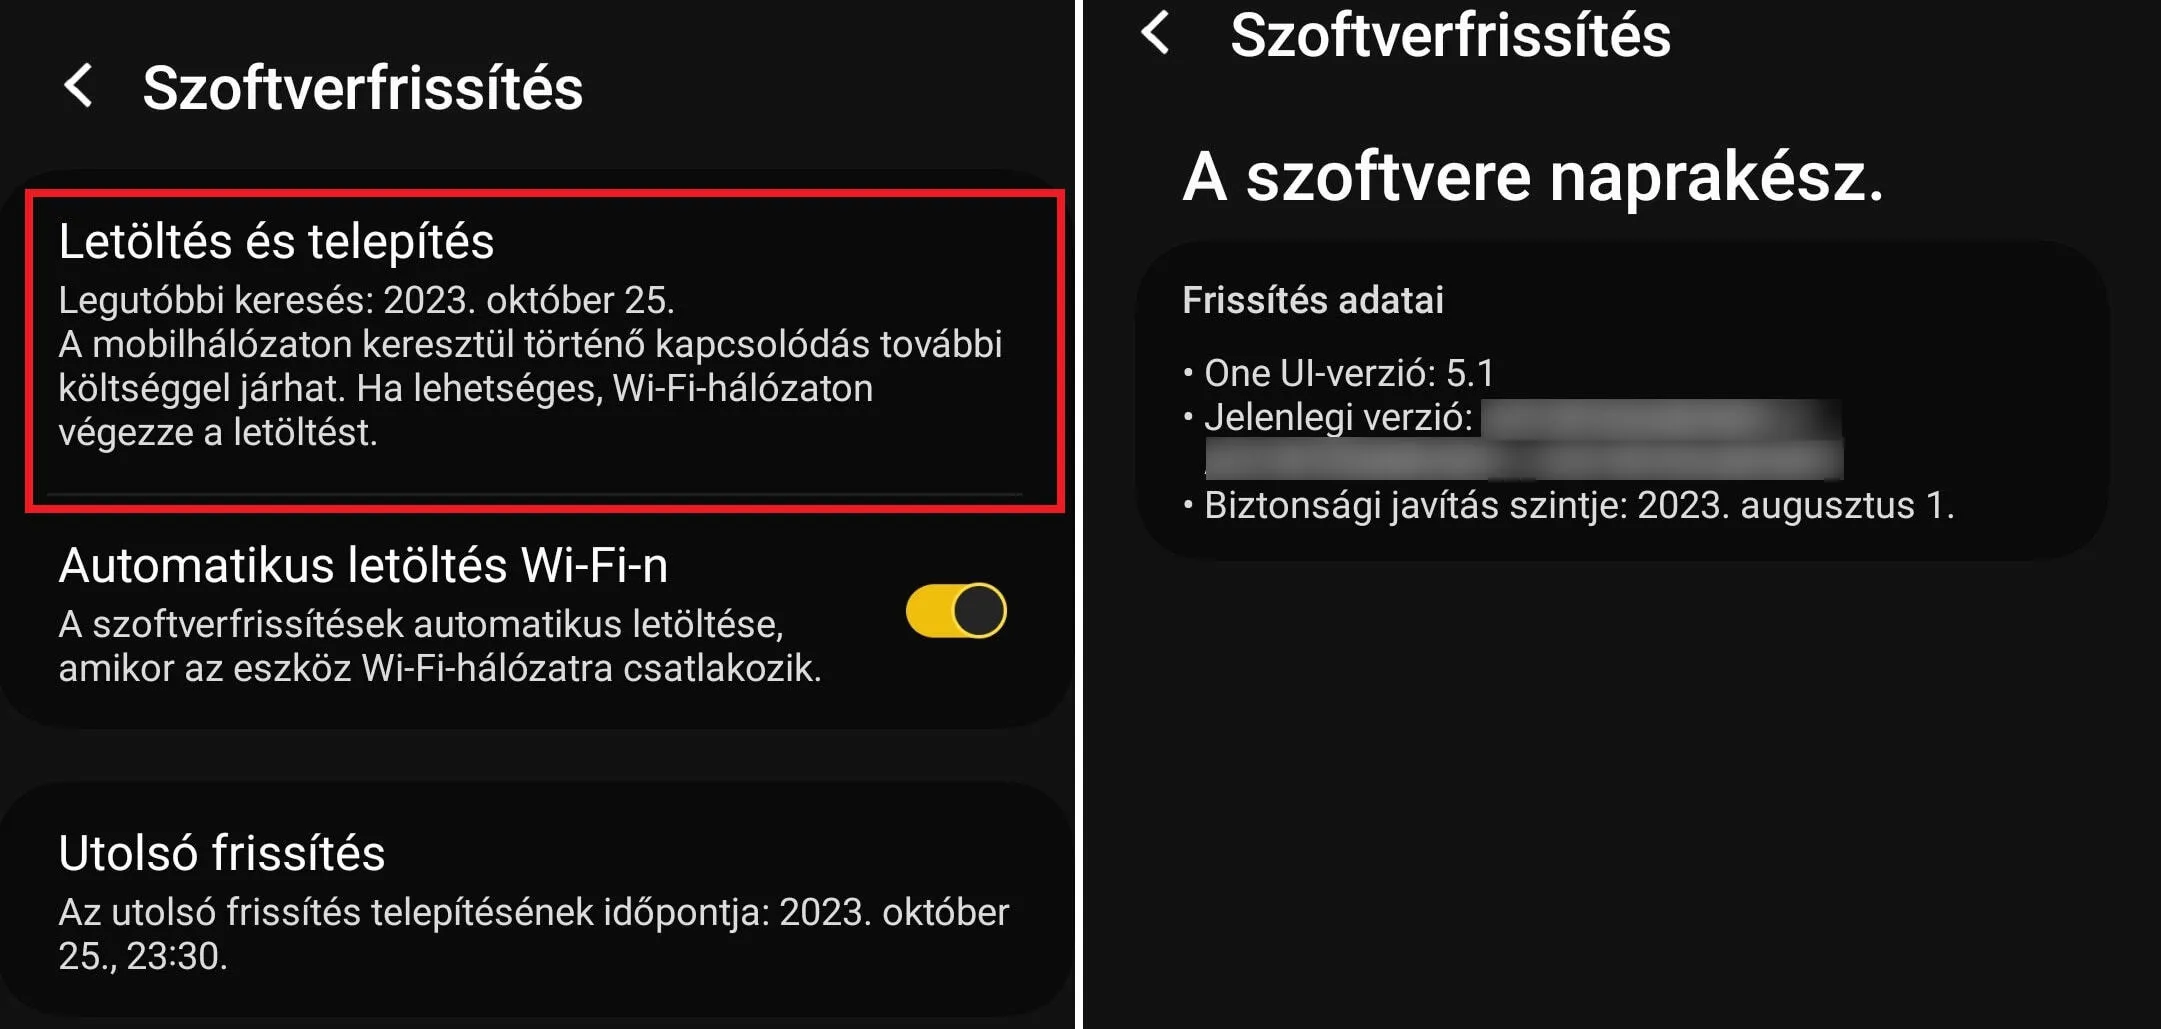 Szoftverfrissítés
Letöltés és telepítés
Legutóbbi keresés: 2023. október 25.
A mobilhálózaton keresztül történő kapcsolódás további
költséggel járhat. Ha lehetséges, Wi-Fi-hálózaton
végezze a letöltést.
Automatikus letöltés Wi-Fi-n
A szoftverfrissítések automatikus letöltése,
amikor az eszköz Wi-Fi-hálózatra csatlakozik.
Utolsó frissítés
Az utolsó frissítés telepítésének időpontja: 2023. október
25., 23:30.
Szoftverfrissítés
A szoftvere naprakész.
Frissítés adatai
• One UI-verzió: 5.1
• Jelenlegi verzió:
• Biztonsági javítás szintje: 2023. augusztus 1.